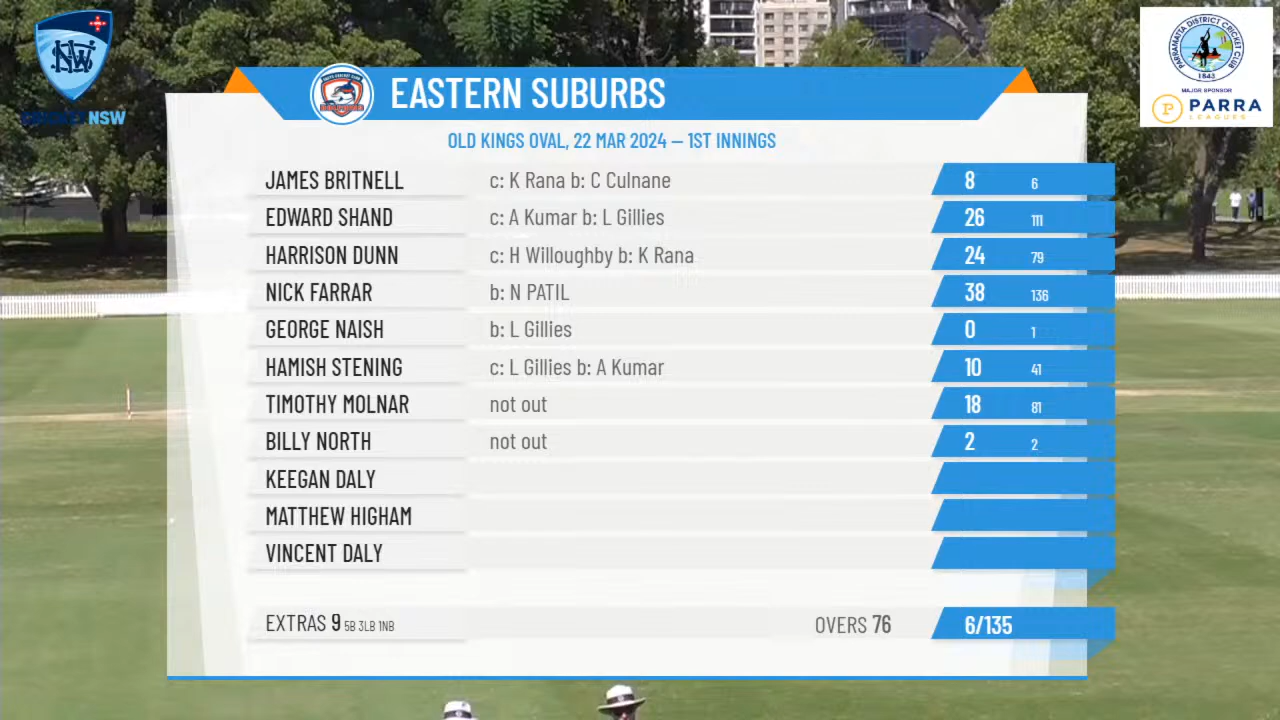 EASTERN SUBURBS
OLD KINGS OVAL, 22 MAR 2024 – 1ST INNINGS
JAMES BRITNELL c: K Rana b: C Culnane 8 6
EDWARD SHAND c: A Kumar b: L Gillies 26 111
HARRISON DUNN c: H Willoughby b: K Rana 24 79
NICK FARRAR b: N PATIL 38 136
GEORGE NAISH b: L Gillies 0 1
HAMISH STENING c: L Gillies b: A Kumar 10 41
TIMOTHY MOLNAR not out 18 81
BILLY NORTH not out 2 2
KEEGAN DALY
MATTHEW HIGHAM
VINCENT DALY
EXTRAS 9 5B 3LB 1NB OVERS 76 6/135
NSW
CRICKET NSW
PARRAMATTA DISTRICT CRICKET CLUB
1843
MAJOR SPONSOR
P PARRA
LEAGUES